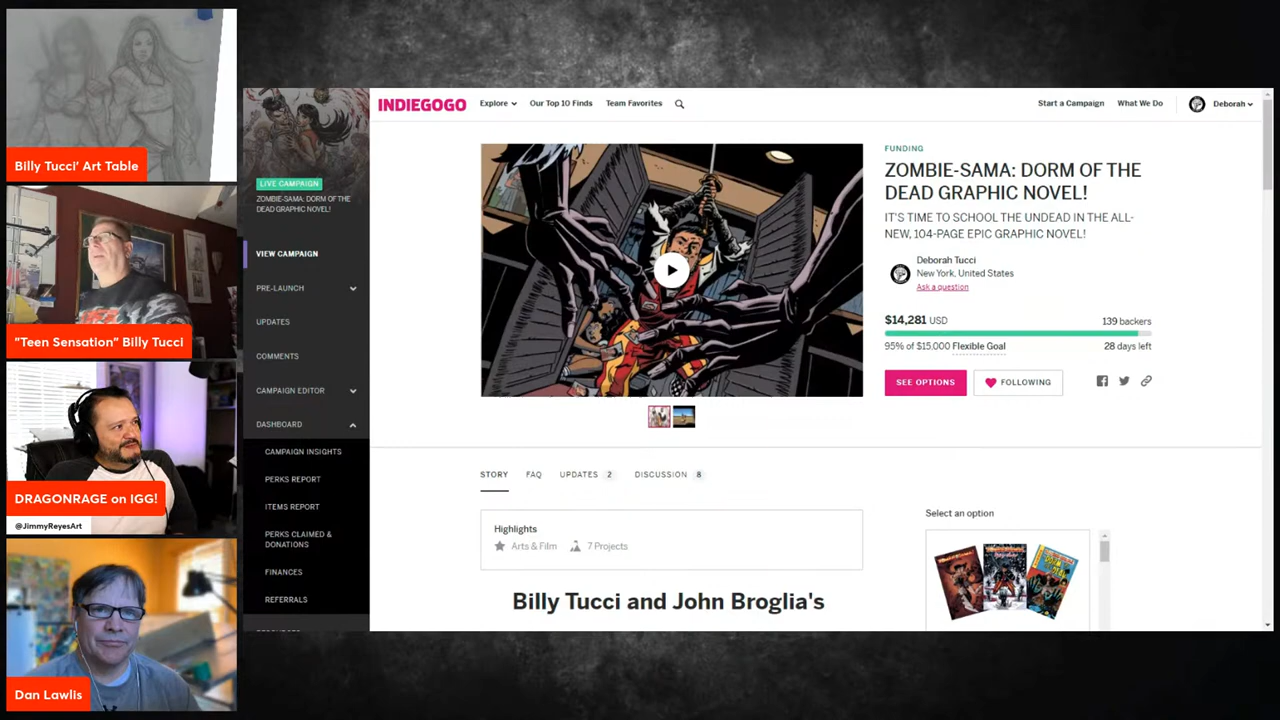 Billy Tucci' Art Table
"Teen Sensation" Billy Tucci
DRAGONRAGE on IGG!
@JimmyReyesArt
Dan Lawlis
LIVE CAMPAIGN
ZOMBIE-SAMA: DORM OF THE
DEAD GRAPHIC NOVEL!
VIEW CAMPAIGN
PRE-LAUNCH
UPDATES
COMMENTS
CAMPAIGN EDITOR
DASHBOARD
CAMPAIGN INSIGHTS
PERKS REPORT
ITEMS REPORT
PERKS CLAIMED &
DONATIONS
FINANCES
REFERRALS
INDIEGOGO
Explore
Our Top 10 Finds
Team Favorites
Start a Campaign
What We Do
Deborah
FUNDING
ZOMBIE-SAMA: DORM OF THE
DEAD GRAPHIC NOVEL!
IT'S TIME TO SCHOOL THE UNDEAD IN THE ALL-
NEW, 104-PAGE EPIC GRAPHIC NOVEL!
Deborah Tucci
New York, United States
Ask a question
$14,281 USD
139 backers
95% of $15,000 Flexible Goal
28 days left
SEE OPTIONS
FOLLOWING
STORY
FAQ
UPDATES 2
DISCUSSION 8
Highlights
Arts & Film
7 Projects
Billy Tucci and John Broglia's
Select an option